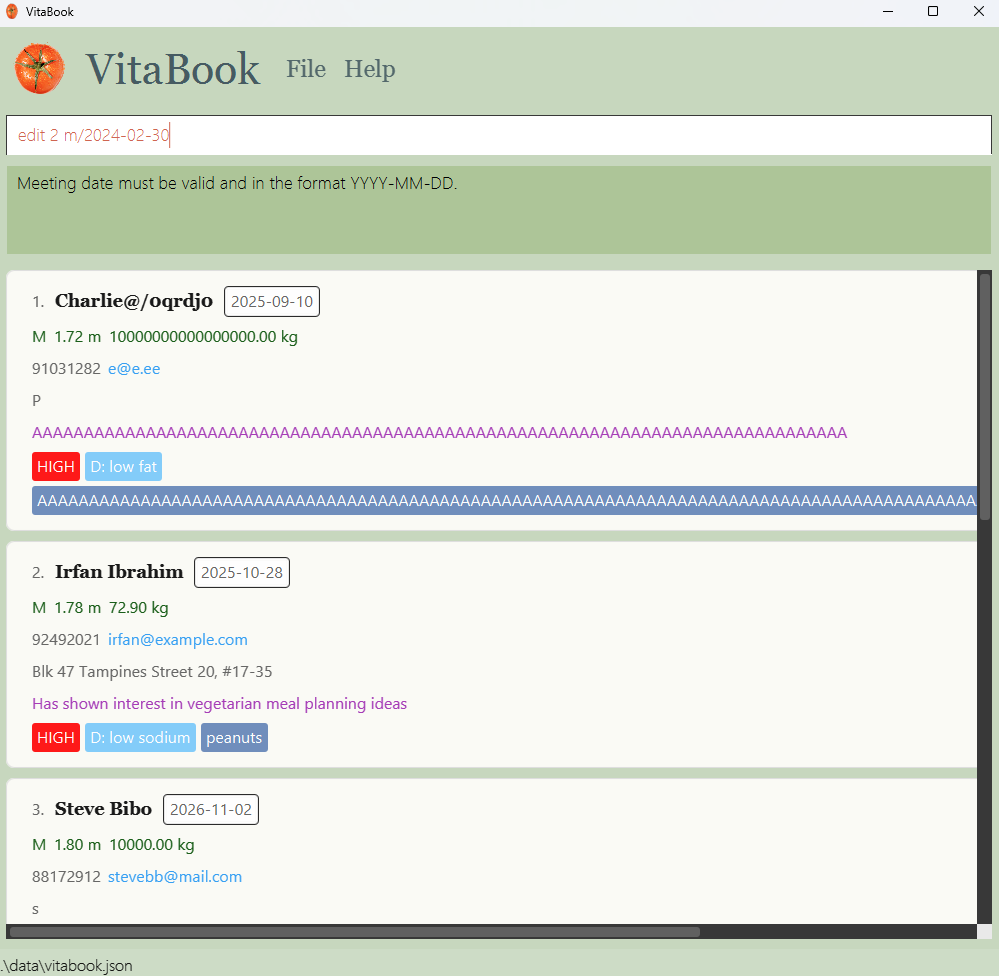 VitaBook
VitaBook File Help
edit 2 m/2024-02-30
Meeting date must be valid and in the format YYYY-MM-DD.
1. Charlie@/oqrdjo 2025-09-10
M 1.72 m 10000000000000000.00 kg
91031282 e@e.ee
P
AAAAAAAAAAAAAAAAAAAAAAAAAAAAAAAAAAAAAAAAAAAAAAAAAAAAAAAAAAAAAAAAAAAAAAAAAAAAAAA
HIGH D: low fat
AAAAAAAAAAAAAAAAAAAAAAAAAAAAAAAAAAAAAAAAAAAAAAAAAAAAAAAAAAAAAAAAAAAAAAAAAAAAAAAAAAAAAAAAAAA
2. Irfan Ibrahim 2025-10-28
M 1.78 m 72.90 kg
92492021 irfan@example.com
Blk 47 Tampines Street 20, #17-35
Has shown interest in vegetarian meal planning ideas
HIGH D: low sodium peanuts
3. Steve Bibo 2026-11-02
M 1.80 m 10000.00 kg
88172912 stevebb@mail.com
s
.\data\vitabook.json